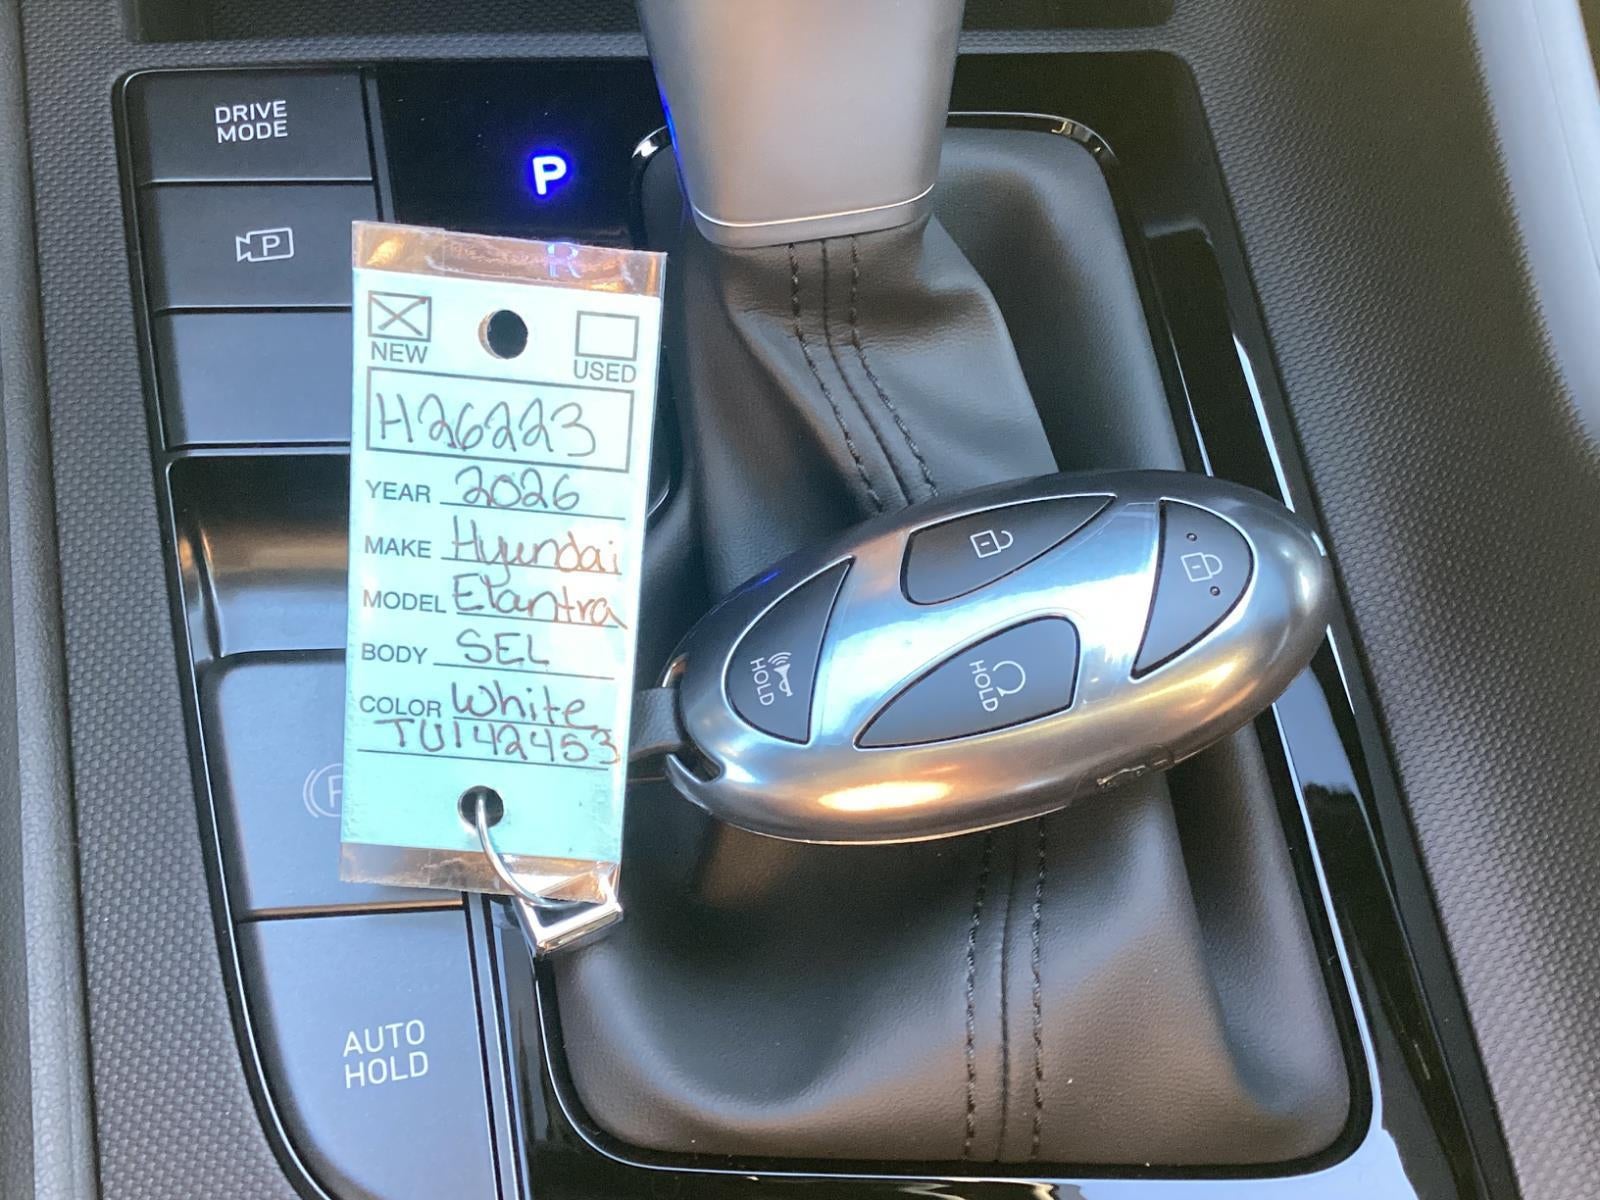 DRIVE
MODE
P
P
R
NEW
USED
H26223
YEAR 2026
MAKE Hyundai
MODEL Elantra
BODY SEL
COLOR White
TU142453
HOLD
HOLD
AUTO
HOLD